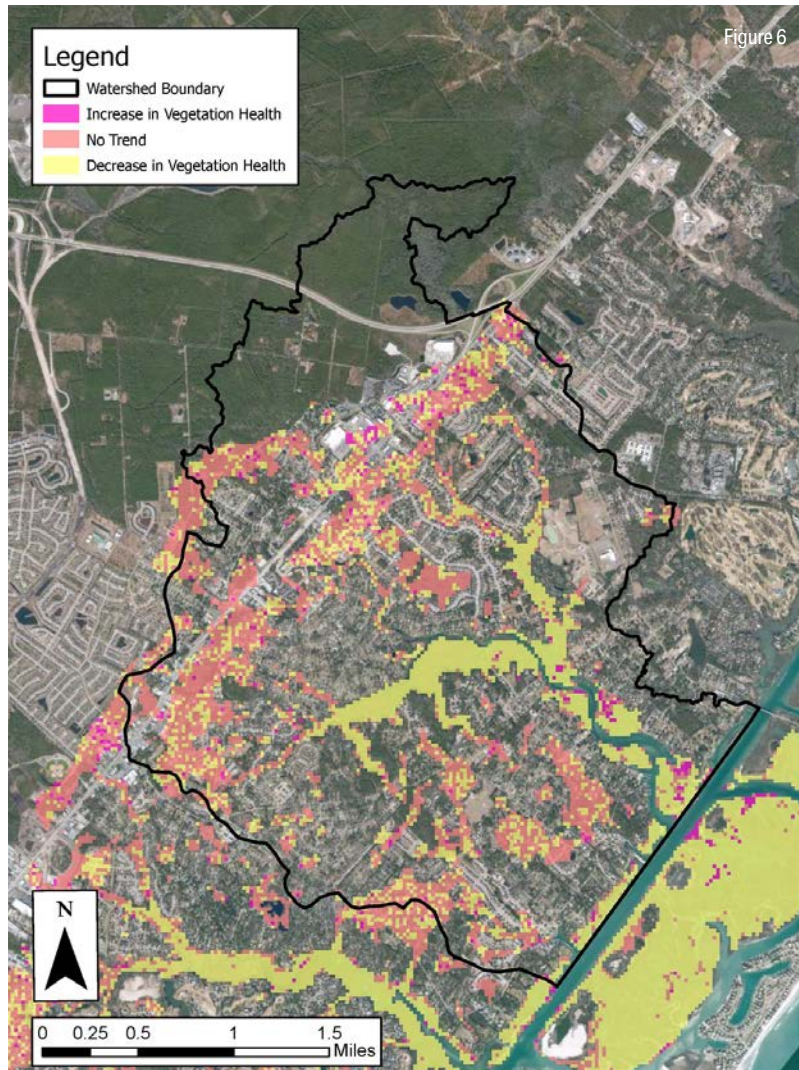 Figure 6
Legend
Watershed Boundary
Increase in Vegetation Health
No Trend
Decrease in Vegetation Health
N
0 0.25 0.5 1 1.5
Miles